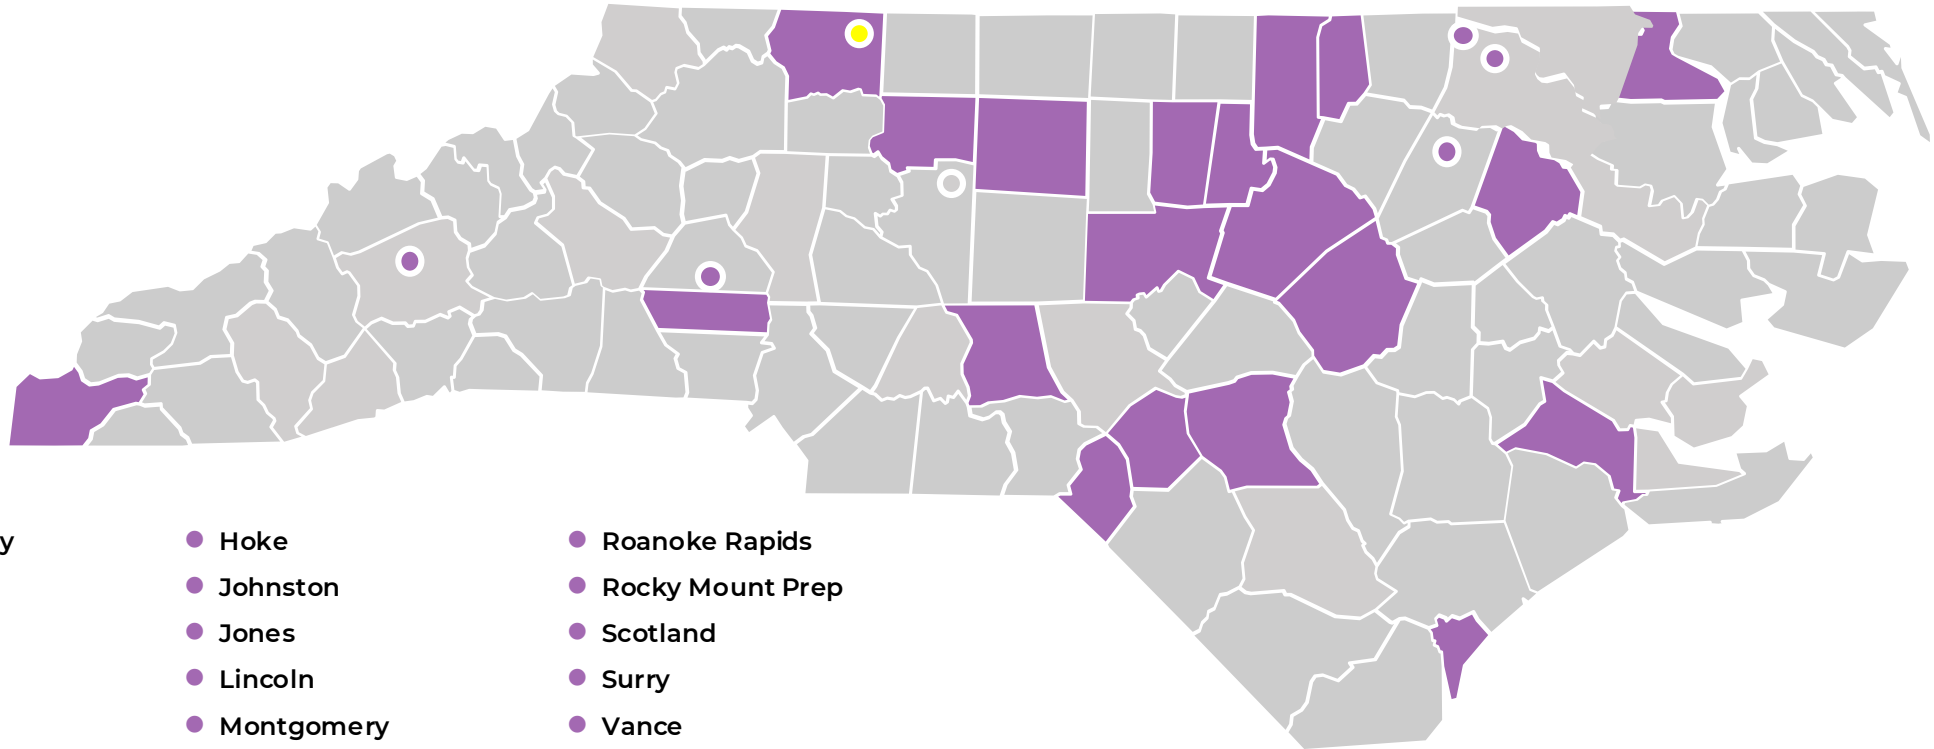 y
Hoke
Johnston
Jones
Lincoln
Montgomery
Roanoke Rapids
Rocky Mount Prep
Scotland
Surry
Vance